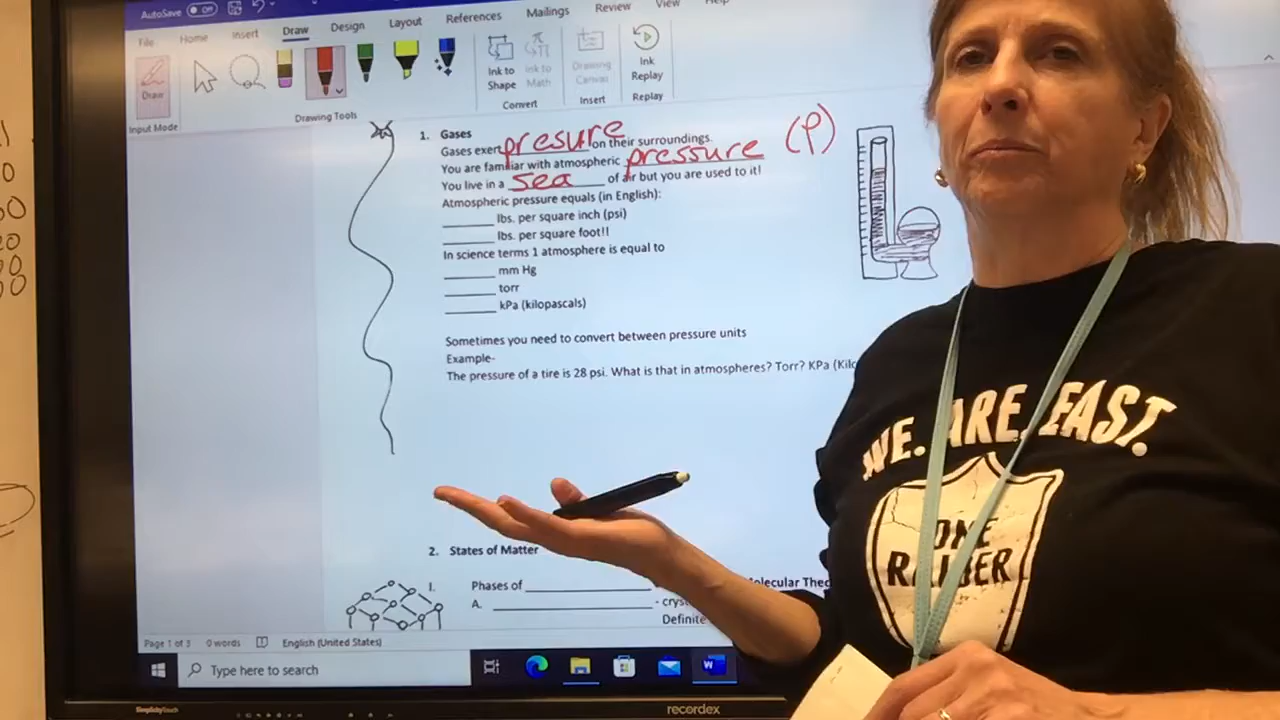 AutoSave Off
File Home Insert Draw Design Layout References Mailings Review View Help
Draw
Ink to Shape
Ink to Math
Drawing Canvas
Ink Replay
Input Mode
Drawing Tools
Convert
Insert
Replay
1. Gases
Gases exert presure on their surroundings.
You are familiar with atmospheric pressure (P)
You live in a sea of air but you are used to it!
Atmospheric pressure equals (in English):
lbs. per square inch (psi)
lbs. per square foot!!
In science terms 1 atmosphere is equal to
mm Hg
torr
kPa (kilopascals)
Sometimes you need to convert between pressure units
Example-
The pressure of a tire is 28 psi. What is that in atmospheres? Torr? KPa (Kilo
2. States of Matter
I. Phases of olecular Theo
A. - crys
Definite
Page 1 of 3 0 words English (United States)
Type here to search
SimplicityTouch
recordex
WE. ARE. EAST.
ONE
RAIDER